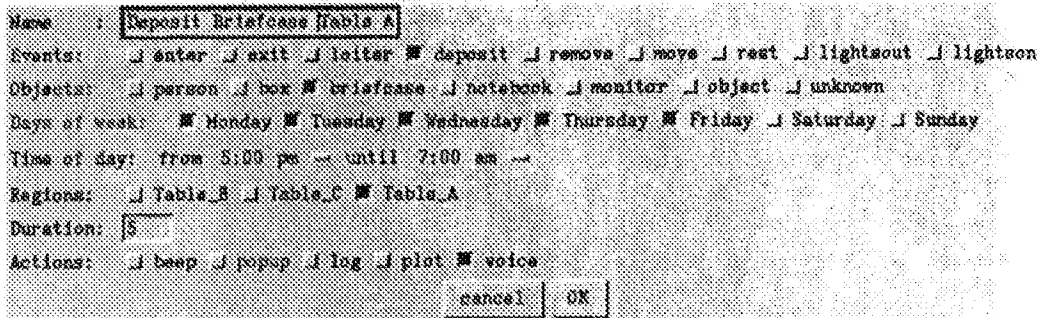 Name : Deposit Briefcase Table A
Events: enter exit loiter deposit remove move rest lightsout lightson
Objects: person box briefcase notebook monitor object unknown
Days of week: Monday Tuesday Wednesday Thursday Friday Saturday Sunday
Time of day: from 5:00 pm — until 7:00 am —
Regions: Table_B Table_C Table_A
Duration: 5
Actions: beep popup log plot voice
cancel OK